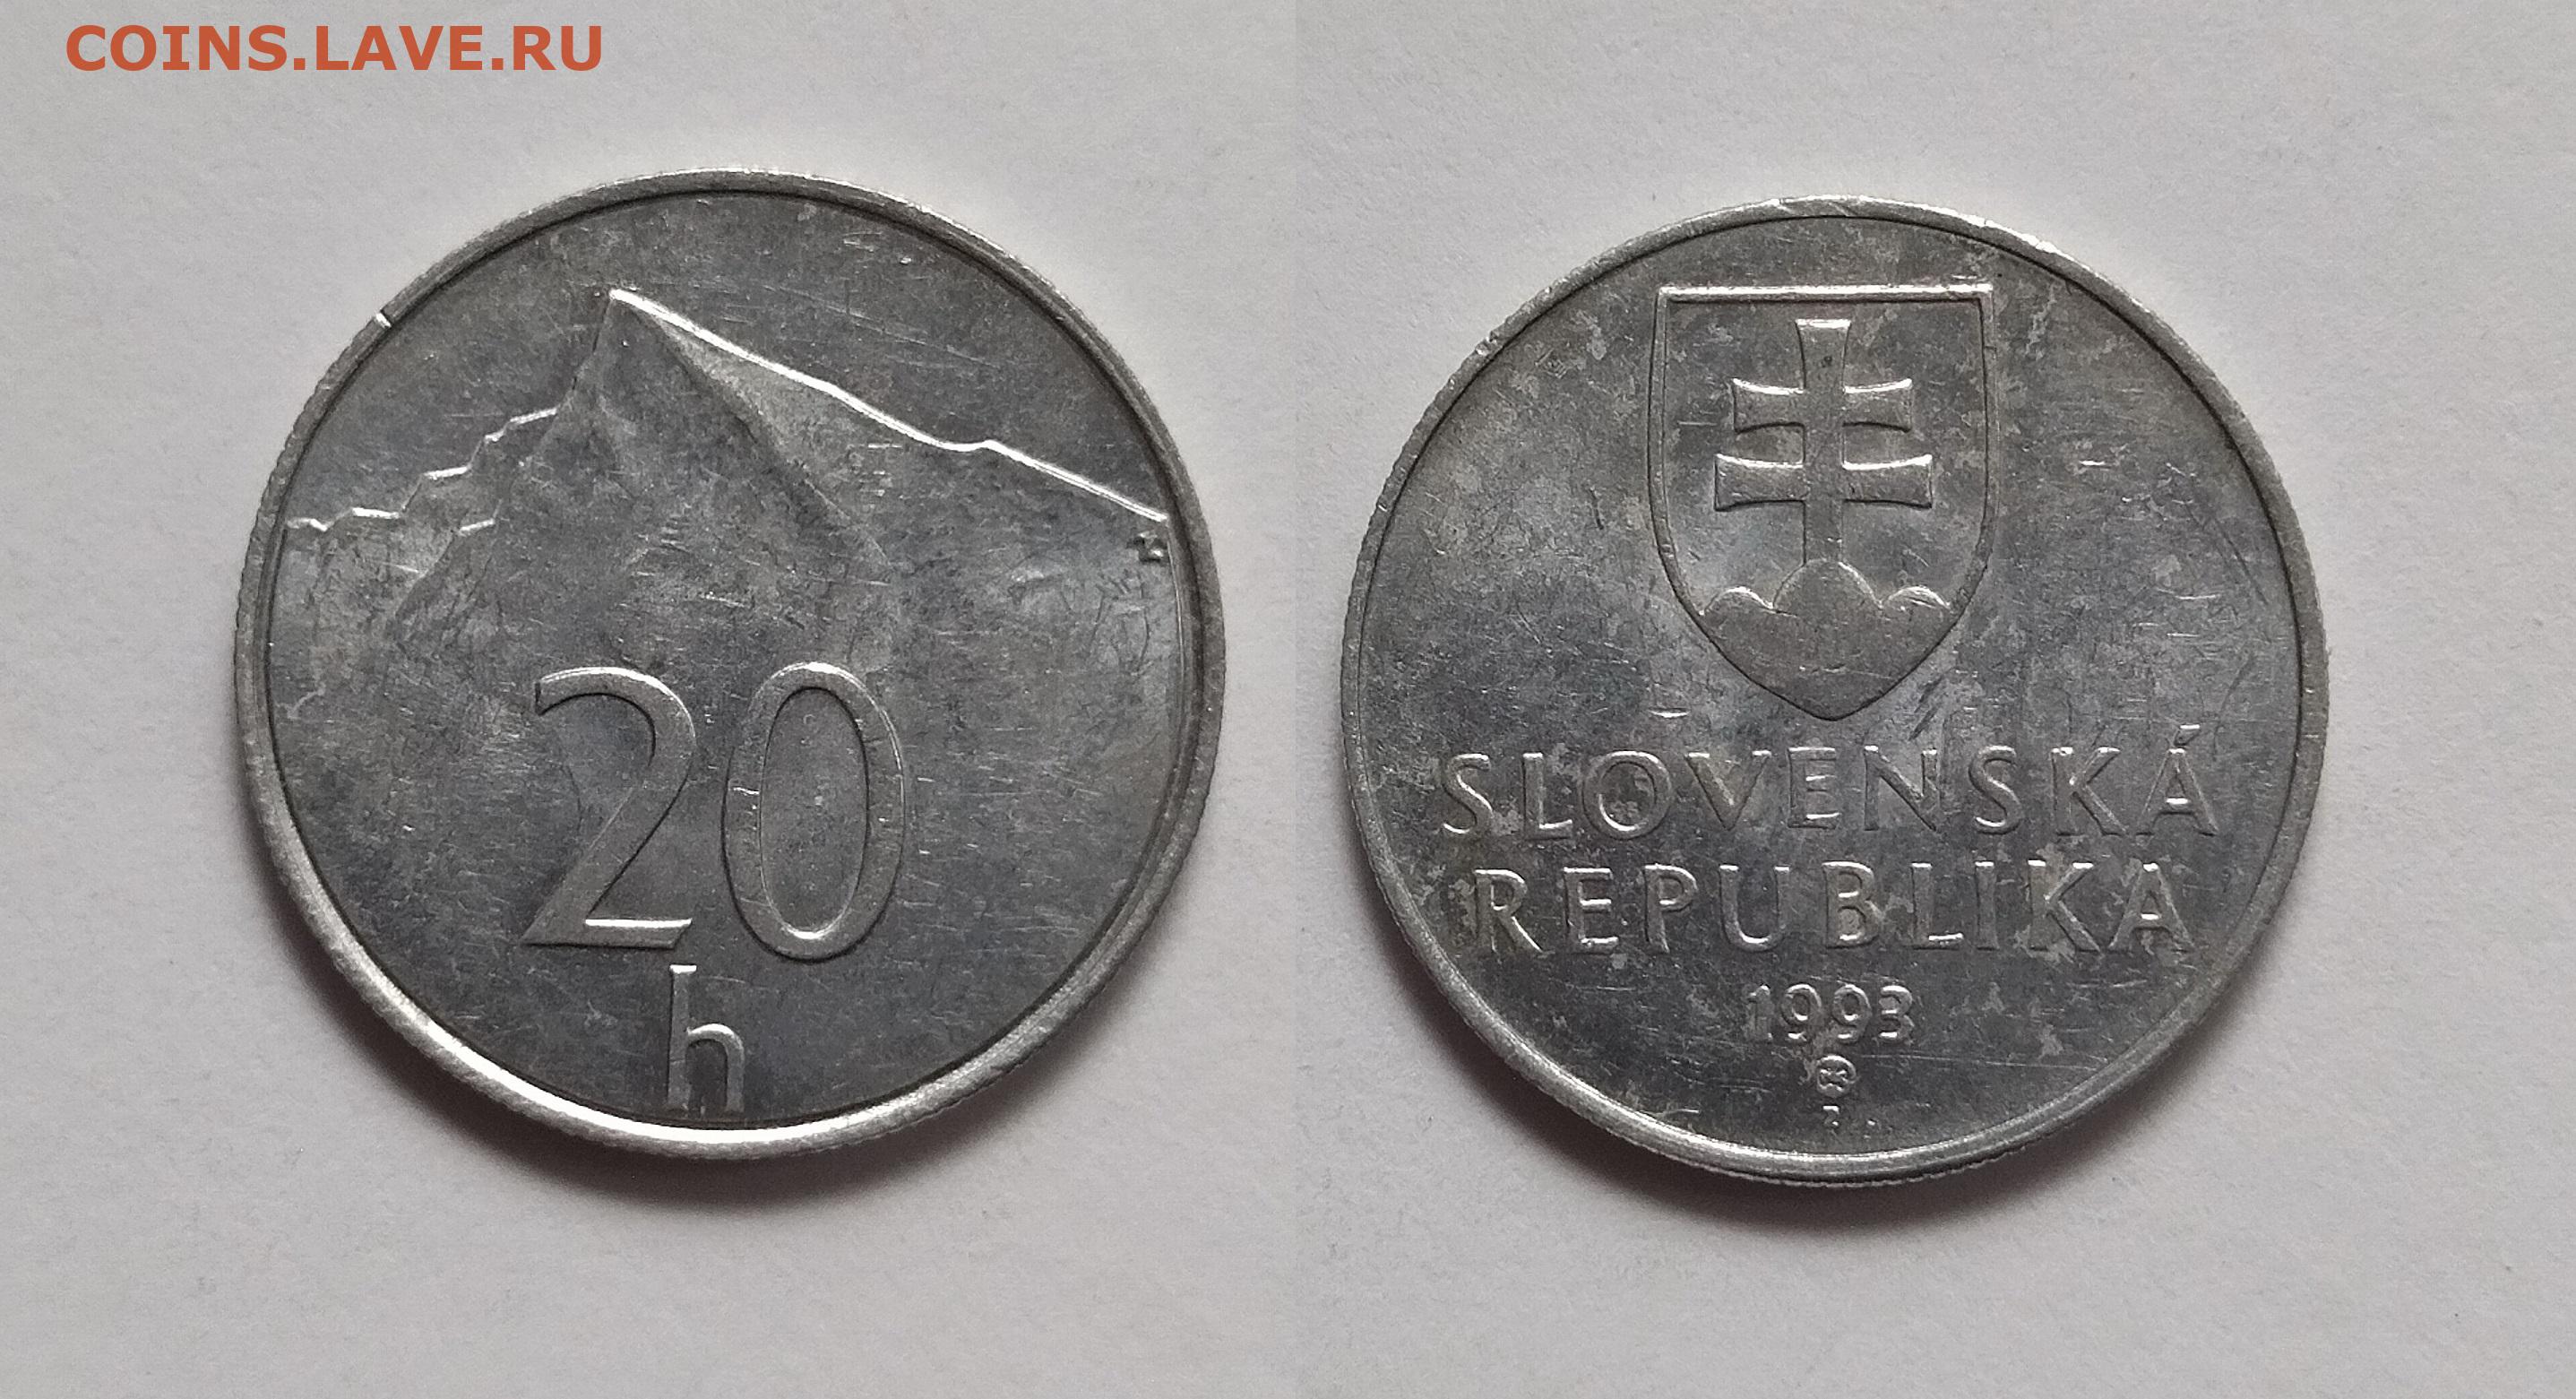 COINS.LAVE.RU
20
h
SLOVENSKÁ
REPUBLIKA
1993